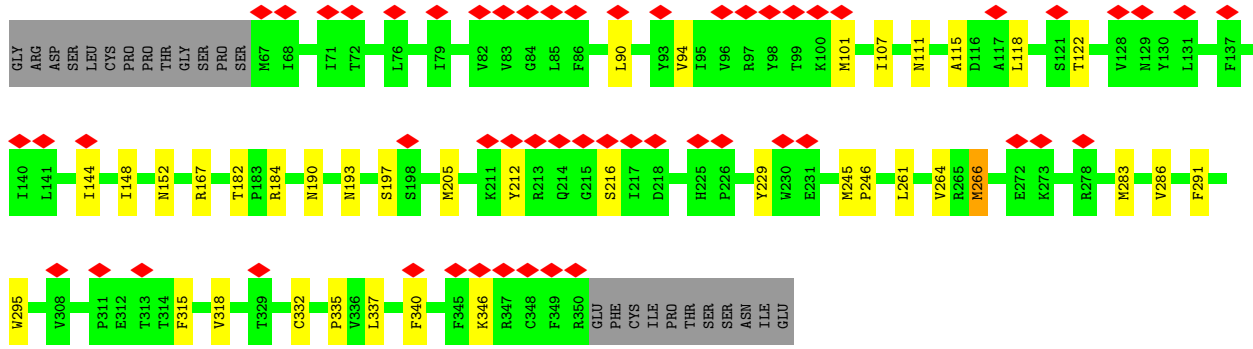 GLY ARG ASP SER LEU CYS PRO PRO THR GLY SER PRO SER M67 I68 I71 T72 L76 I79 V82 V83 G84 L85 F86 L90 Y93 V94 I95 V96 R97 Y98 T99 K100 M101 I107 N111 A115 D116 A117 L118 S121 T122 V128 N129 Y130 L131 F137
I140 L141 I144 I148 N152 R167 T182 P183 R184 N190 N193 S197 S198 M205 K211 Y212 R213 Q214 G215 S216 I217 D218 H225 P226 Y229 W230 E231 M245 P246 L261 V264 R265 M266 E272 K273 R278 M283 V286 F291
W295 V308 P311 E312 T313 T314 F315 V318 T329 C332 P335 V336 L337 F340 F345 K346 R347 C348 F349 R350 GLU PHE CYS ILE PRO THR SER SER ASN ILE GLU